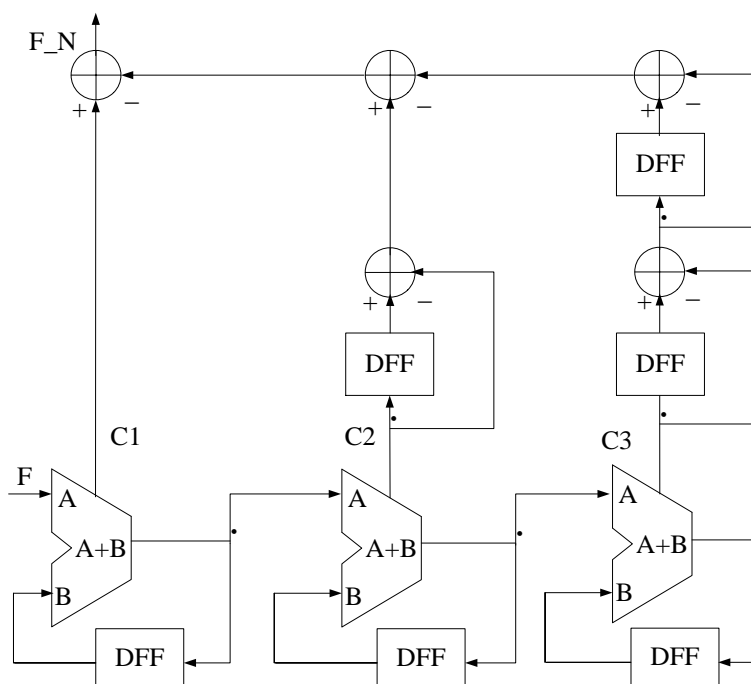 F_N
+ −
+ −
+ −
DFF
+ −
+ −
DFF
DFF
C1
C2
C3
F
A
A
A
A+B
A+B
A+B
B
B
B
DFF
DFF
DFF